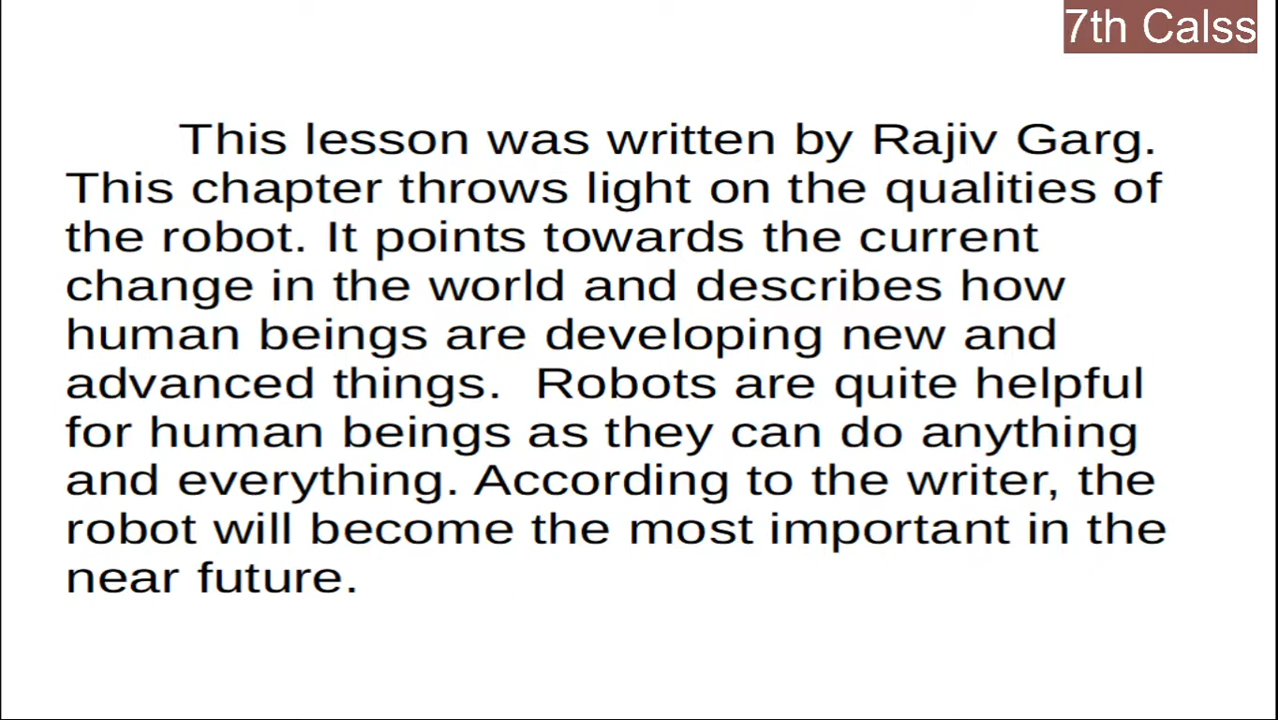 7th Calss
This lesson was written by Rajiv Garg.
This chapter throws light on the qualities of
the robot. It points towards the current
change in the world and describes how
human beings are developing new and
advanced things.  Robots are quite helpful
for human beings as they can do anything
and everything. According to the writer, the
robot will become the most important in the
near future.